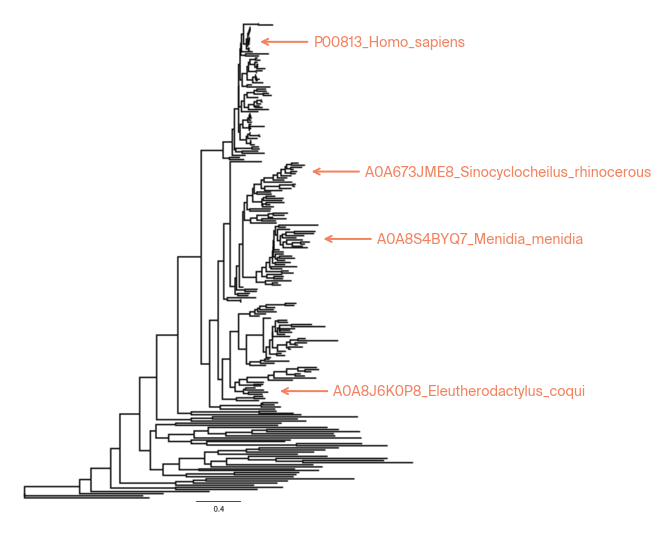 P00813_Homo_sapiens
A0A673JME8_Sinocyclocheilus_rhinocerous
A0A8S4BYQ7_Menidia_menidia
A0A8J6K0P8_Eleutherodactylus_coqui
0.4